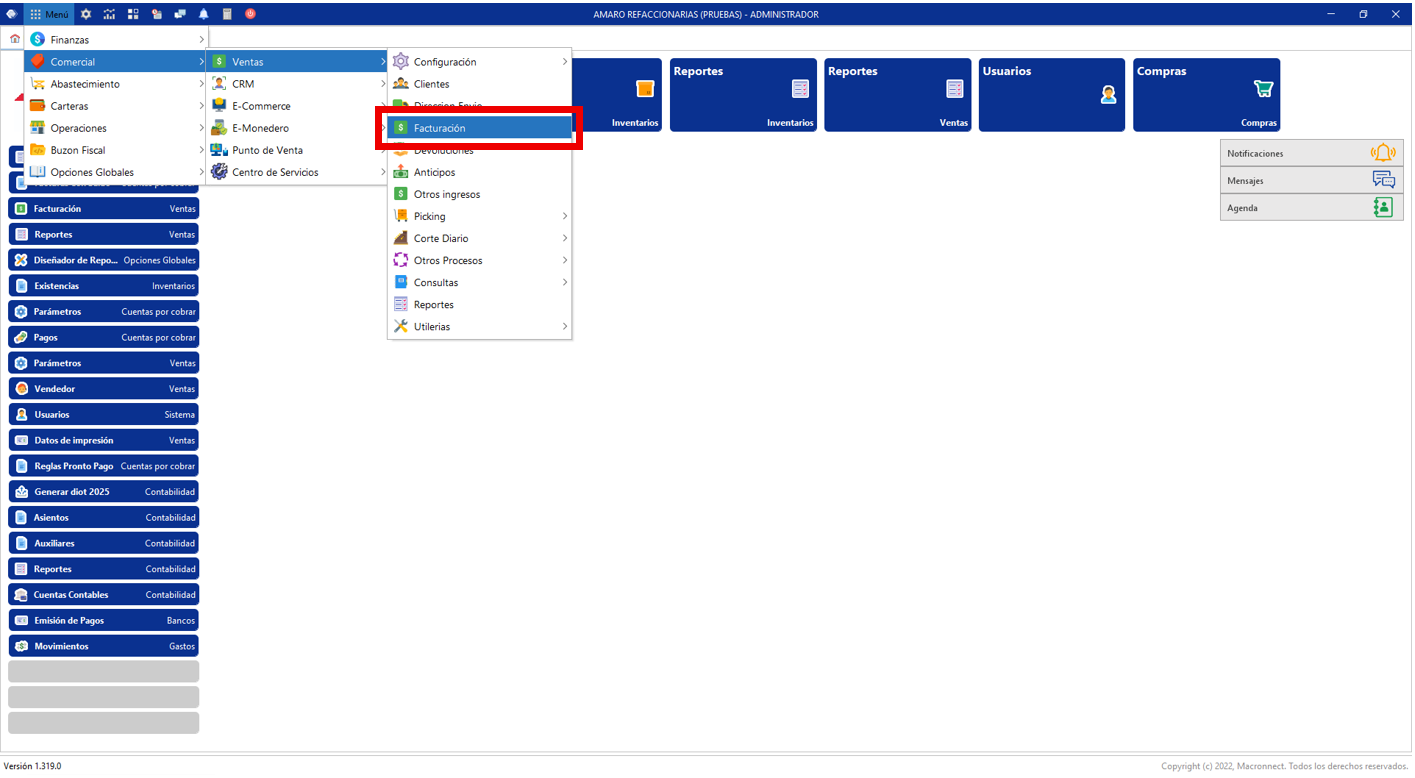 Menú
AMARO REFACCIONARIAS (PRUEBAS) - ADMINISTRADOR
Finanzas
Comercial
Abastecimiento
Carteras
Operaciones
Buzon Fiscal
Opciones Globales
Ventas
CRM
E-Commerce
E-Monedero
Punto de Venta
Centro de Servicios
Configuración
Clientes
Direccion Envio
Facturación
Devoluciones
Anticipos
Otros ingresos
Picking
Corte Diario
Otros Procesos
Consultas
Reportes
Utilerias
Inventarios
Reportes
Inventarios
Reportes
Ventas
Usuarios
Compras
Compras
Notificaciones
Mensajes
Agenda
Cuentas por cobrar
Facturación Ventas
Reportes Ventas
Diseñador de Repo... Opciones Globales
Existencias Inventarios
Parámetros Cuentas por cobrar
Pagos Cuentas por cobrar
Parámetros Ventas
Vendedor Ventas
Usuarios Sistema
Datos de impresión Ventas
Reglas Pronto Pago Cuentas por cobrar
Generar diot 2025 Contabilidad
Asientos Contabilidad
Auxiliares Contabilidad
Reportes Contabilidad
Cuentas Contables Contabilidad
Emisión de Pagos Bancos
Movimientos Gastos
Versión 1.319.0
Copyright (c) 2022, Macronnect. Todos los derechos reservados.